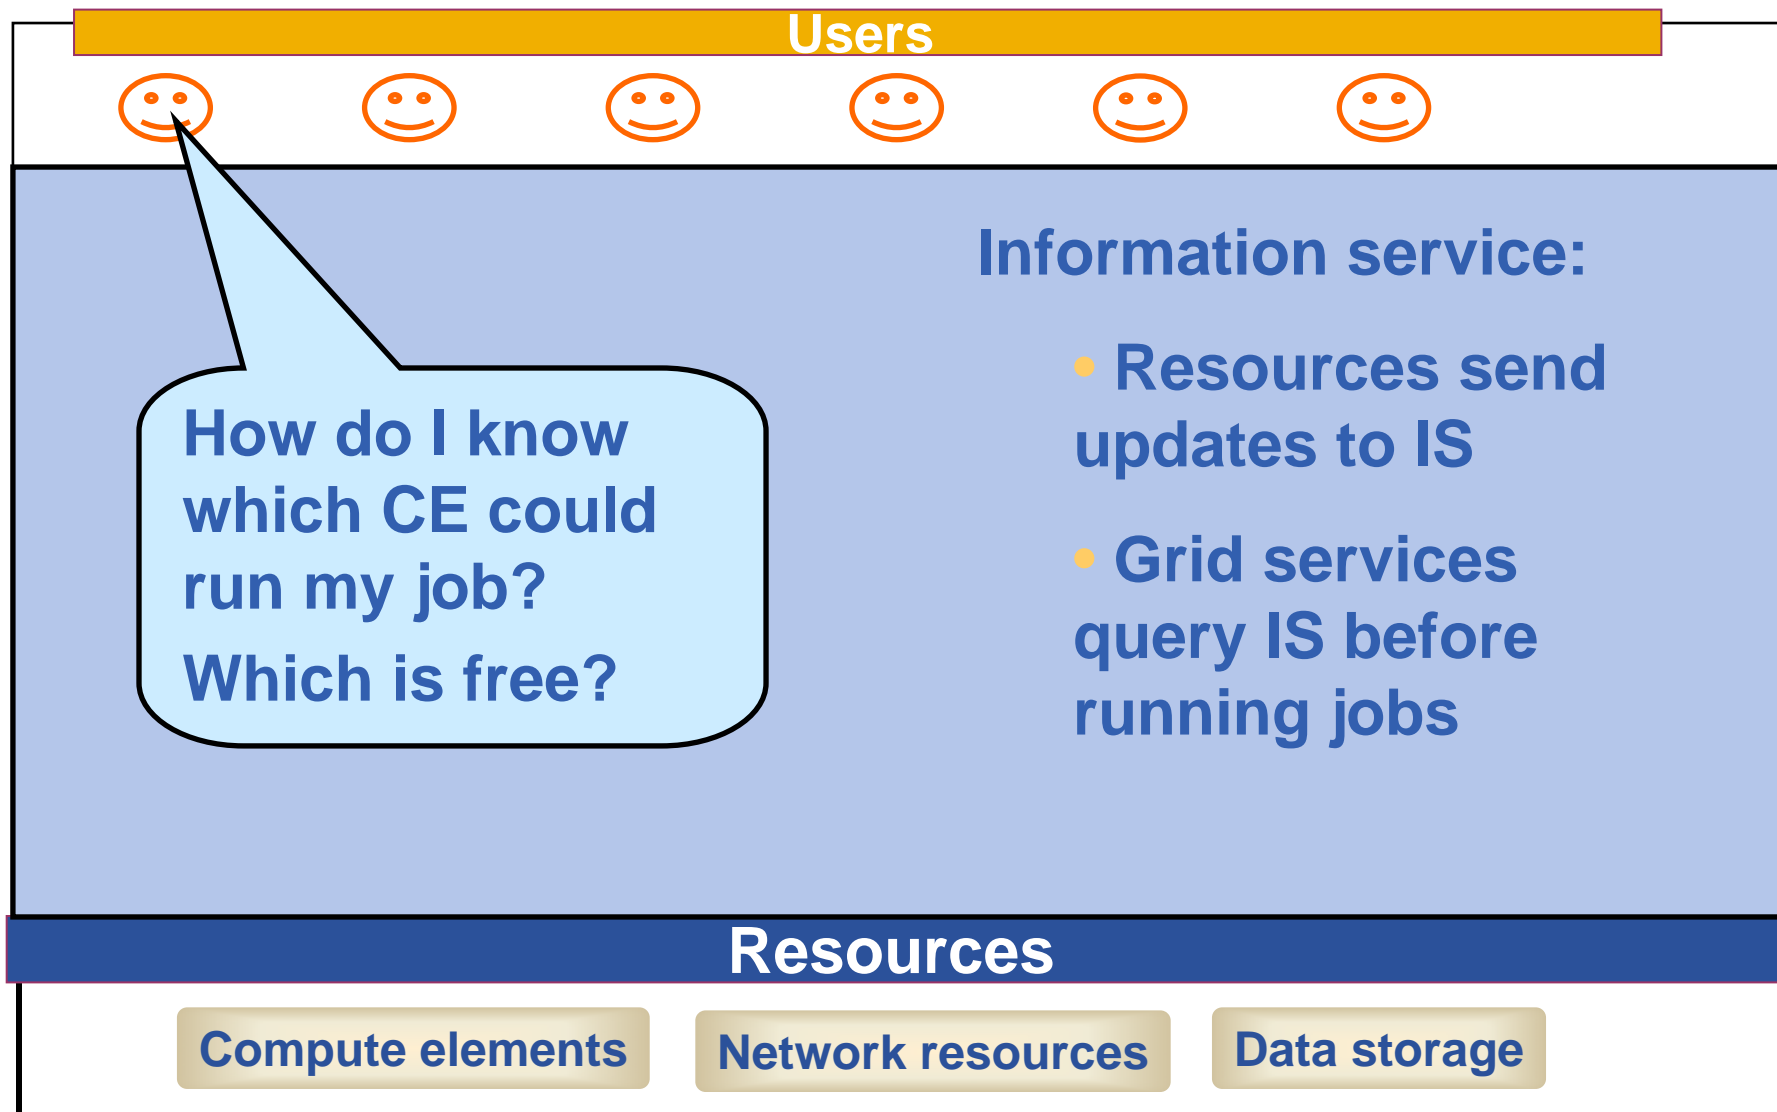 Users
How do I know
which CE could
run my job?
Which is free?
Information service:
• Resources send
updates to IS
• Grid services
query IS before
running jobs
Resources
Compute elements
Network resources
Data storage